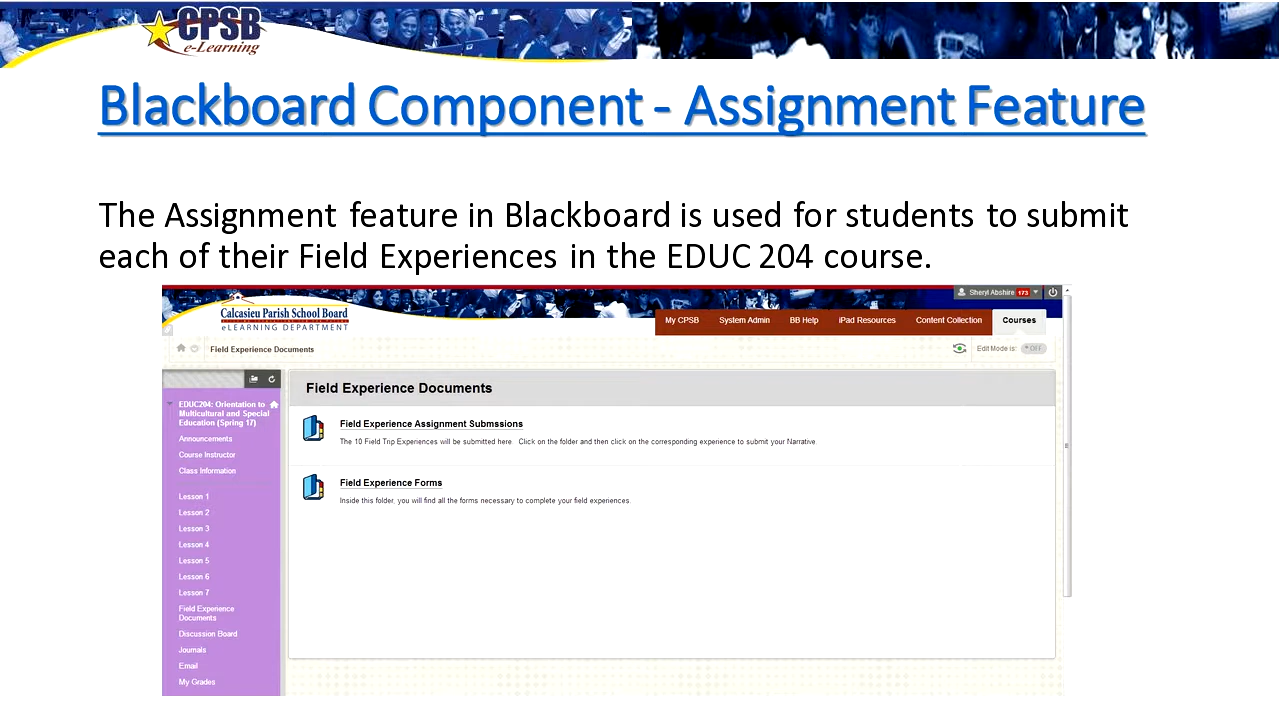 CPSB
e-Learning
Blackboard Component - Assignment Feature
The Assignment feature in Blackboard is used for students to submit
each of their Field Experiences in the EDUC 204 course.
Calcasieu Parish School Board
eLEARNING DEPARTMENT
Sheryl Abshire 173
My CPSB System Admin BB Help iPad Resources Content Collection Courses
Field Experience Documents
Edit Mode is: OFF
EDUC204: Orientation to
Multicultural and Special
Education (Spring 17)
Announcements
Course Instructor
Class Information
Lesson 1
Lesson 2
Lesson 3
Lesson 4
Lesson 5
Lesson 6
Lesson 7
Field Experience
Documents
Discussion Board
Journals
Email
My Grades
Field Experience Documents
Field Experience Assignment Submssions
The 10 Field Trip Experiences will be submitted here. Click on the folder and then click on the corresponding experience to submit your Narrative.
Field Experience Forms
Inside this folder, you will find all the forms necessary to complete your field experiences.